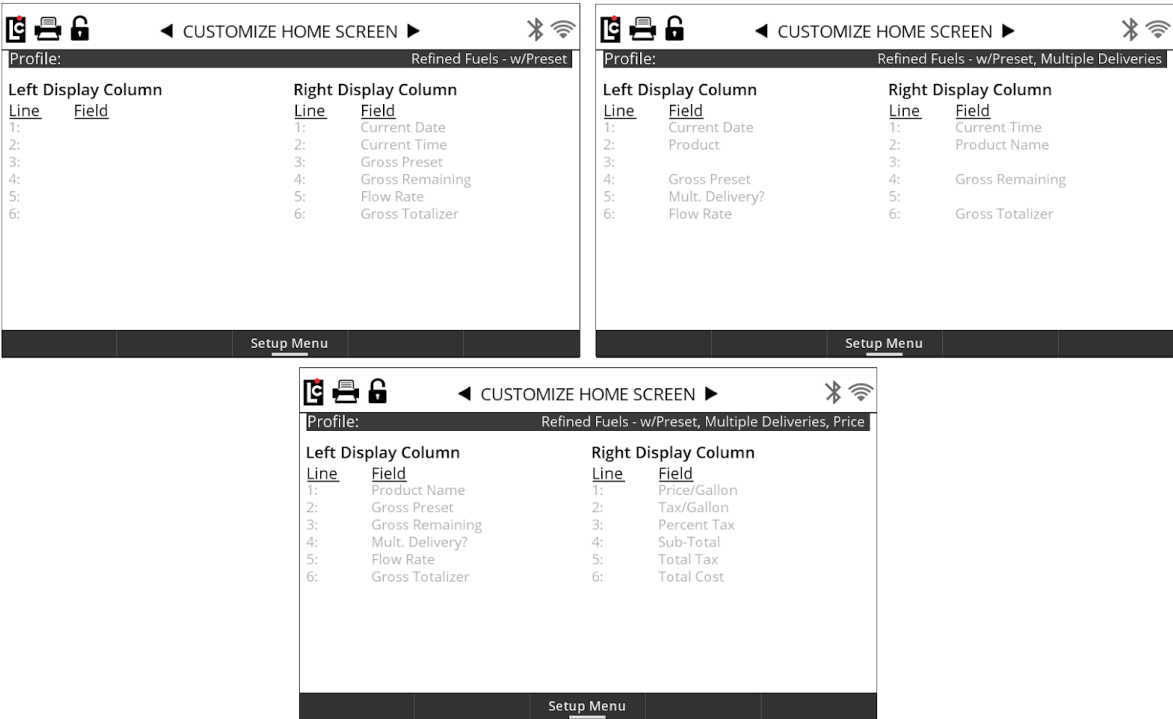 LC
◀ CUSTOMIZE HOME SCREEN ▶
Profile: Refined Fuels - w/Preset
Left Display Column Right Display Column
Line Field Line Field
1: 1: Current Date
2: 2: Current Time
3: 3: Gross Preset
4: 4: Gross Remaining
5: 5: Flow Rate
6: 6: Gross Totalizer
Setup Menu
LC
◀ CUSTOMIZE HOME SCREEN ▶
Profile: Refined Fuels - w/Preset, Multiple Deliveries
Left Display Column Right Display Column
Line Field Line Field
1: Current Date 1: Current Time
2: Product 2: Product Name
3: 3:
4: Gross Preset 4: Gross Remaining
5: Mult. Delivery? 5:
6: Flow Rate 6: Gross Totalizer
Setup Menu
LC
◀ CUSTOMIZE HOME SCREEN ▶
Profile: Refined Fuels - w/Preset, Multiple Deliveries, Price
Left Display Column Right Display Column
Line Field Line Field
1: Product Name 1: Price/Gallon
2: Gross Preset 2: Tax/Gallon
3: Gross Remaining 3: Percent Tax
4: Mult. Delivery? 4: Sub-Total
5: Flow Rate 5: Total Tax
6: Gross Totalizer 6: Total Cost
Setup Menu